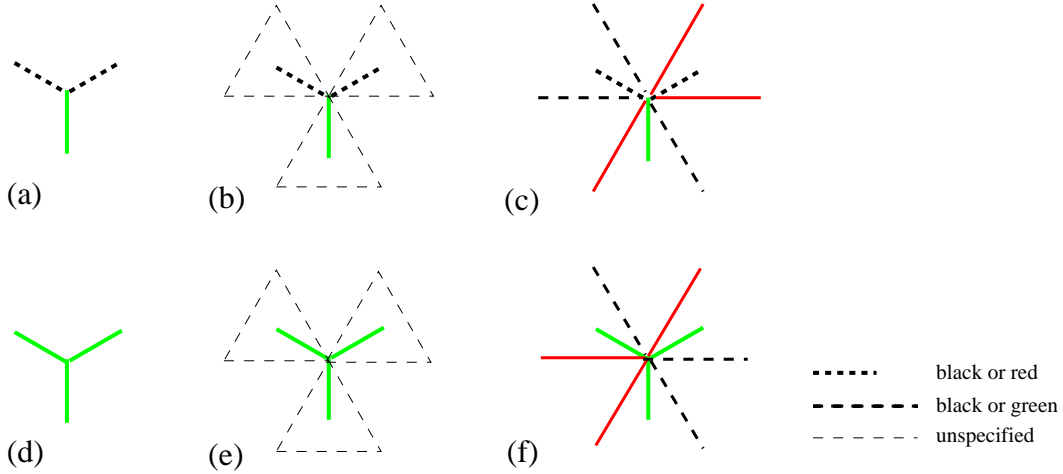 (a)
(b)
(c)
(d)
(e)
(f)
black or red
black or green
unspecified